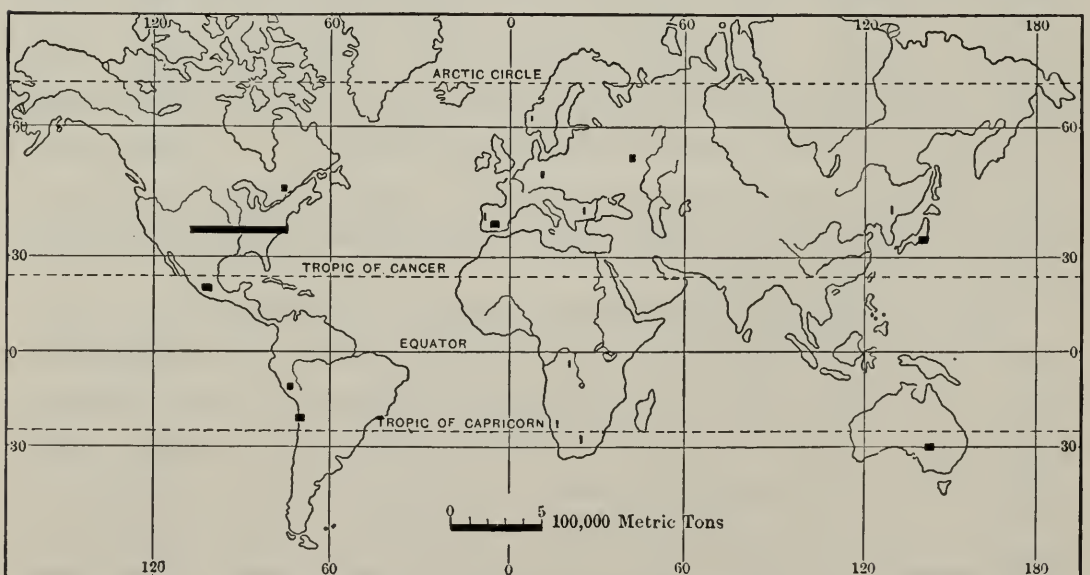 120 60 0 60 120 180
ARCTIC CIRCLE
60 60
30 30
TROPIC OF CANCER
EQUATOR
0 0
TROPIC OF CAPRICORN
30 30
0 5
100,000 Metric Tons
120 60 0 60 120 180